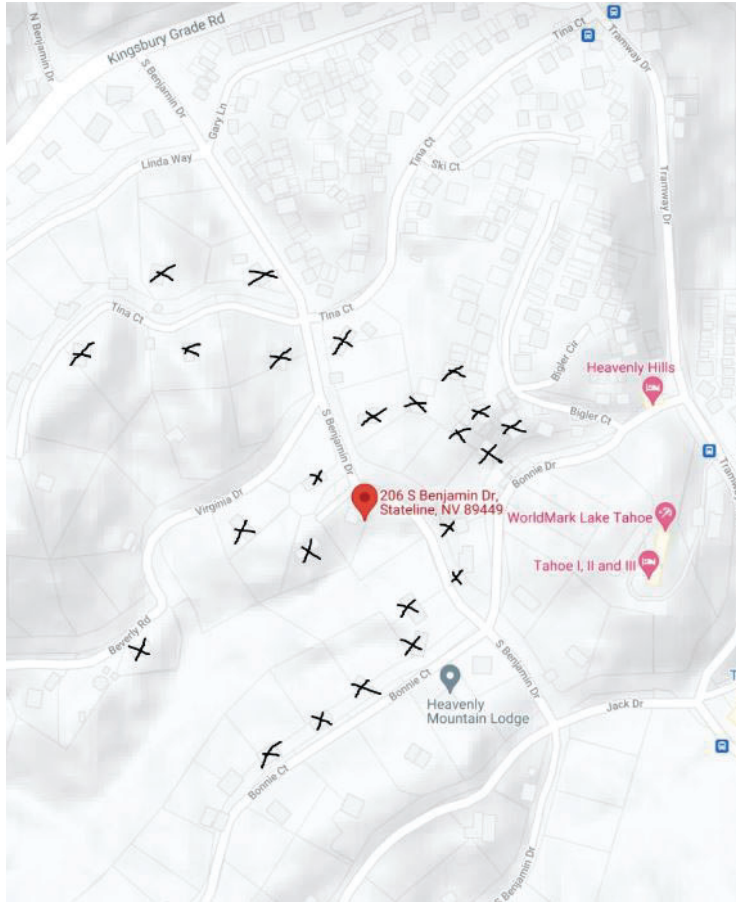 N Benjamin Dr
Kingsbury Grade Rd
S Benjamin Dr
Gary Ln
Linda Way
Tina Ct
Tramway Dr
Tina Ct
Ski Ct
Tramway Dr
Tina Ct
Tina Ct
Bigler Cir
Heavenly Hills
Bigler Ct
S Benjamin Dr
Bonnie Dr
Tramway
Virginia Dr
206 S Benjamin Dr,
Stateline, NV 89449
WorldMark Lake Tahoe
Tahoe I, II and III
Beverly Rd
S Benjamin Dr
Bonnie Ct
Heavenly
Mountain Lodge
Jack Dr
T
Bonnie Ct
S Benjamin Dr